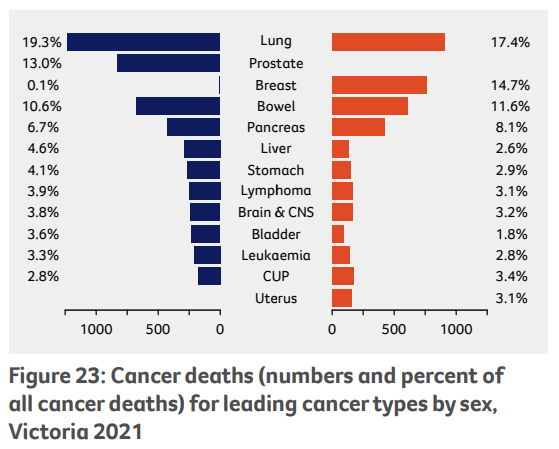 19.3% Lung 17.4%
13.0% Prostate
0.1% Breast 14.7%
10.6% Bowel 11.6%
6.7% Pancreas 8.1%
4.6% Liver 2.6%
4.1% Stomach 2.9%
3.9% Lymphoma 3.1%
3.8% Brain & CNS 3.2%
3.6% Bladder 1.8%
3.3% Leukaemia 2.8%
2.8% CUP 3.4%
Uterus 3.1%
1000 500 0 0 500 1000
Figure 23: Cancer deaths (numbers and percent of
all cancer deaths) for leading cancer types by sex,
Victoria 2021